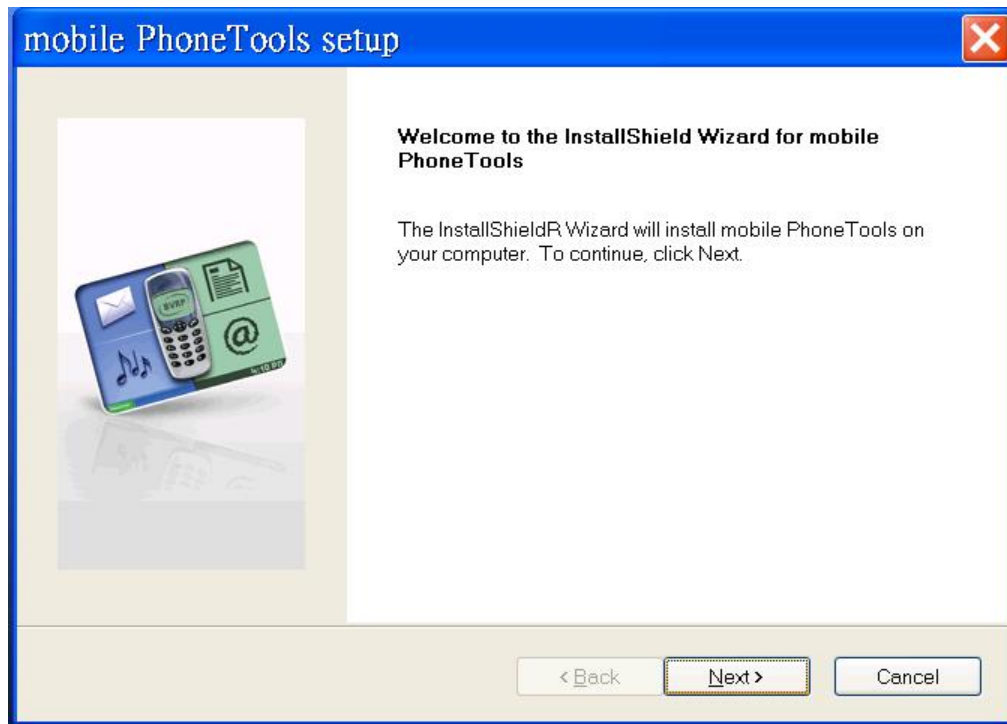 mobile PhoneTools setup
Welcome to the InstallShield Wizard for mobile
PhoneTools
The InstallShieldR Wizard will install mobile PhoneTools on
your computer. To continue, click Next.
BVRP
@
< Back
Next >
Cancel